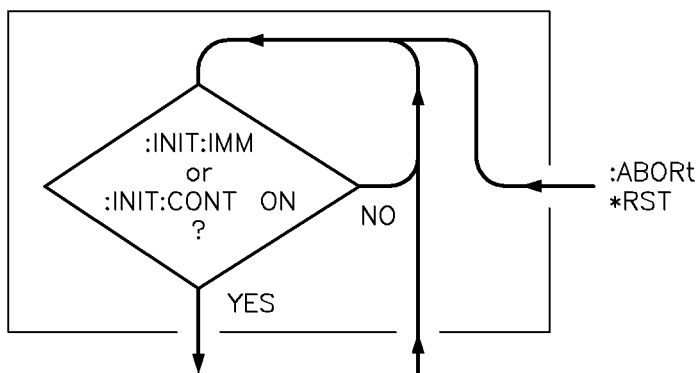 :INIT:IMM
or
:INIT:CONT ON
?
NO
YES
:ABORt
*RST